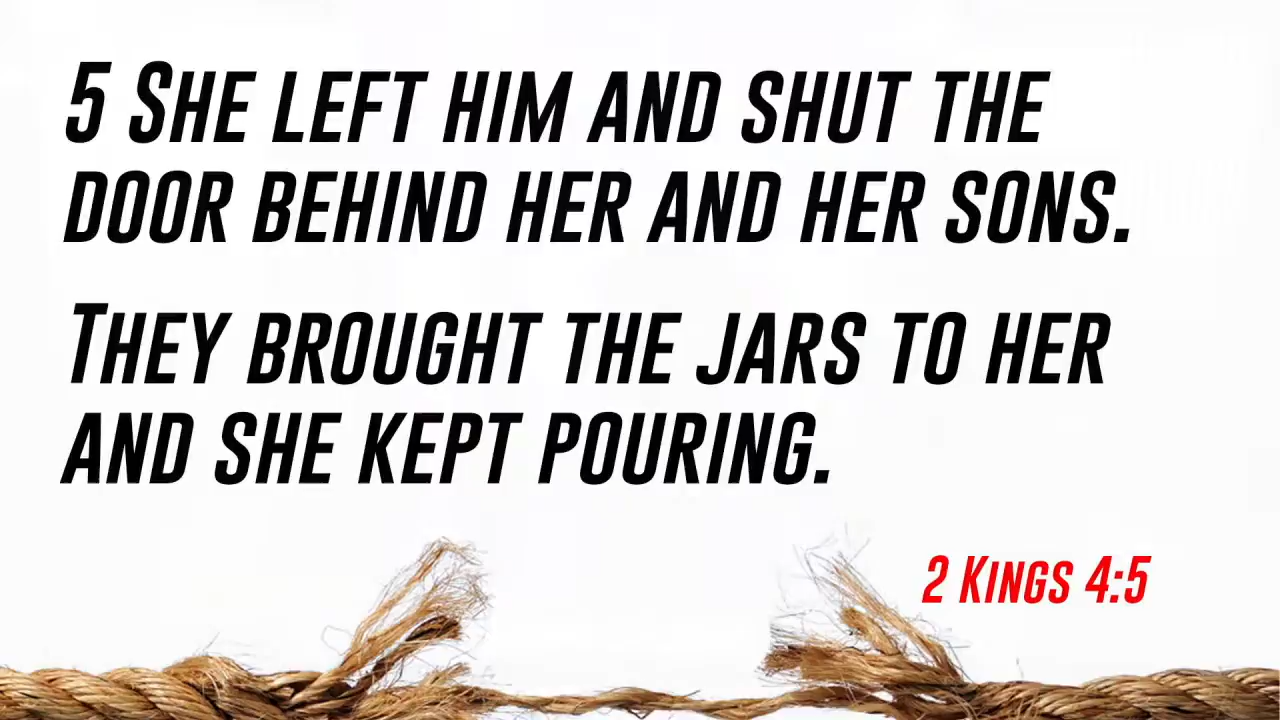 5 She left him and shut the
door behind her and her sons.
They brought the jars to her
and she kept pouring.
2 Kings 4:5